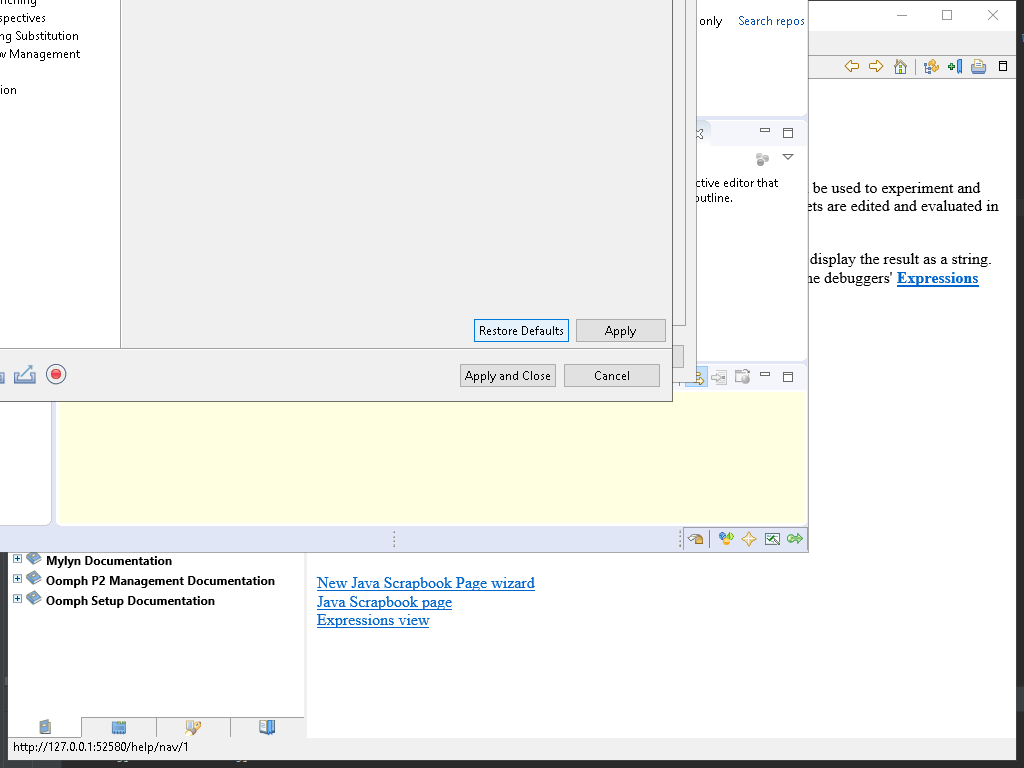 only Search repos
spectives
ng Substitution
w Management
ion
ctive editor that
outline.
be used to experiment and
ets are edited and evaluated in
display the result as a string.
he debuggers' Expressions
Restore Defaults
Apply
Apply and Close
Cancel
Mylyn Documentation
Oomph P2 Management Documentation
Oomph Setup Documentation
New Java Scrapbook Page wizard
Java Scrapbook page
Expressions view
http://127.0.0.1:52580/help/nav/1